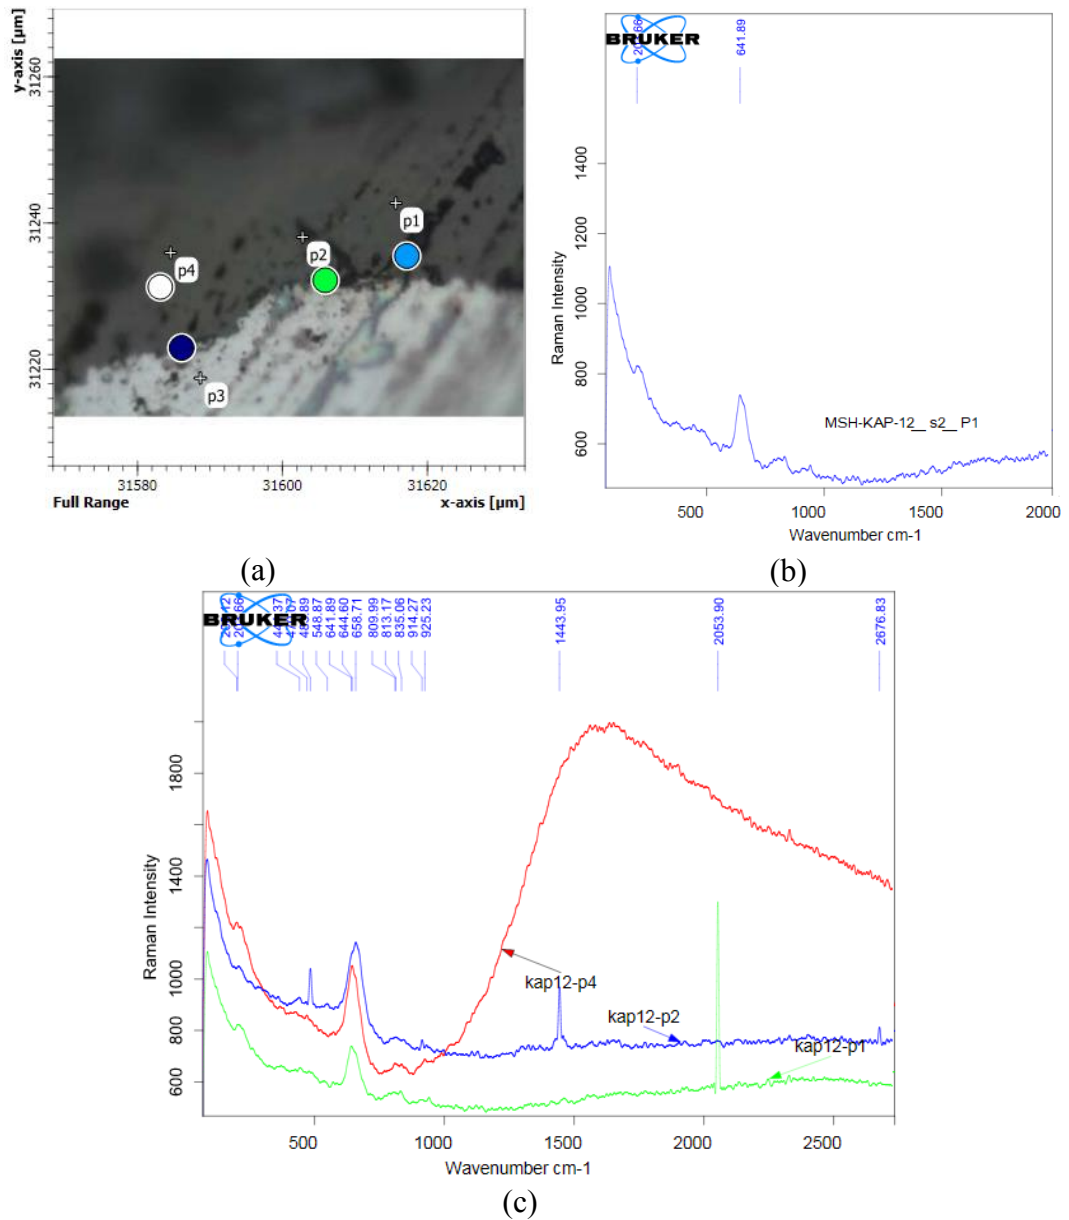 y-axis [µm]
31260
31240
31220
p1
p2
p4
p3
31580
31600
31620
Full Range
x-axis [µm]
(a)
BRUKER
641.89
Raman Intensity
1400
1200
1000
800
600
MSH-KAP-12__ s2__ P1
500
1000
1500
2000
Wavenumber cm-1
(b)
BRUKER
548.87
641.89
644.60
658.71
809.99
813.17
835.06
914.27
925.23
1443.95
2053.90
2676.83
Raman Intensity
1800
1400
1000
800
600
kap12-p4
kap12-p2
kap12-p1
500
1000
1500
2000
2500
Wavenumber cm-1
(c)